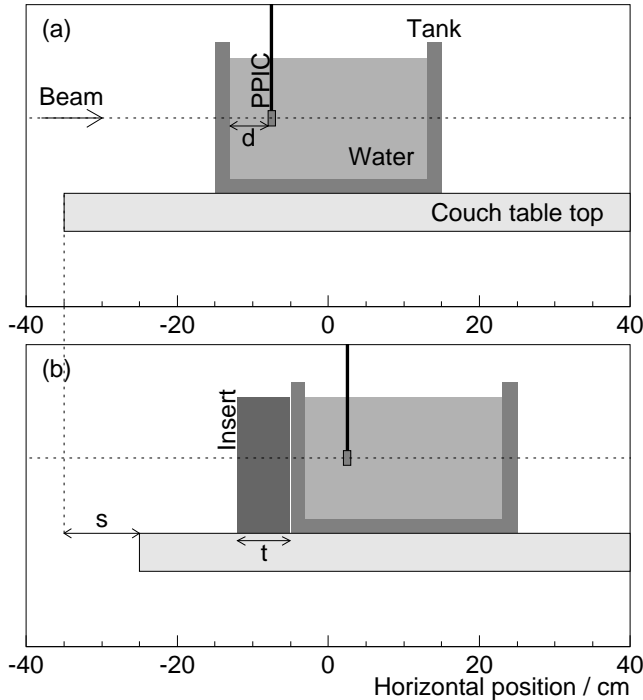 (a)
Tank
PPIC
Beam
d
Water
Couch table top
-40 -20 0 20 40
(b)
Insert
s
t
-40 -20 0 20 40
Horizontal position / cm